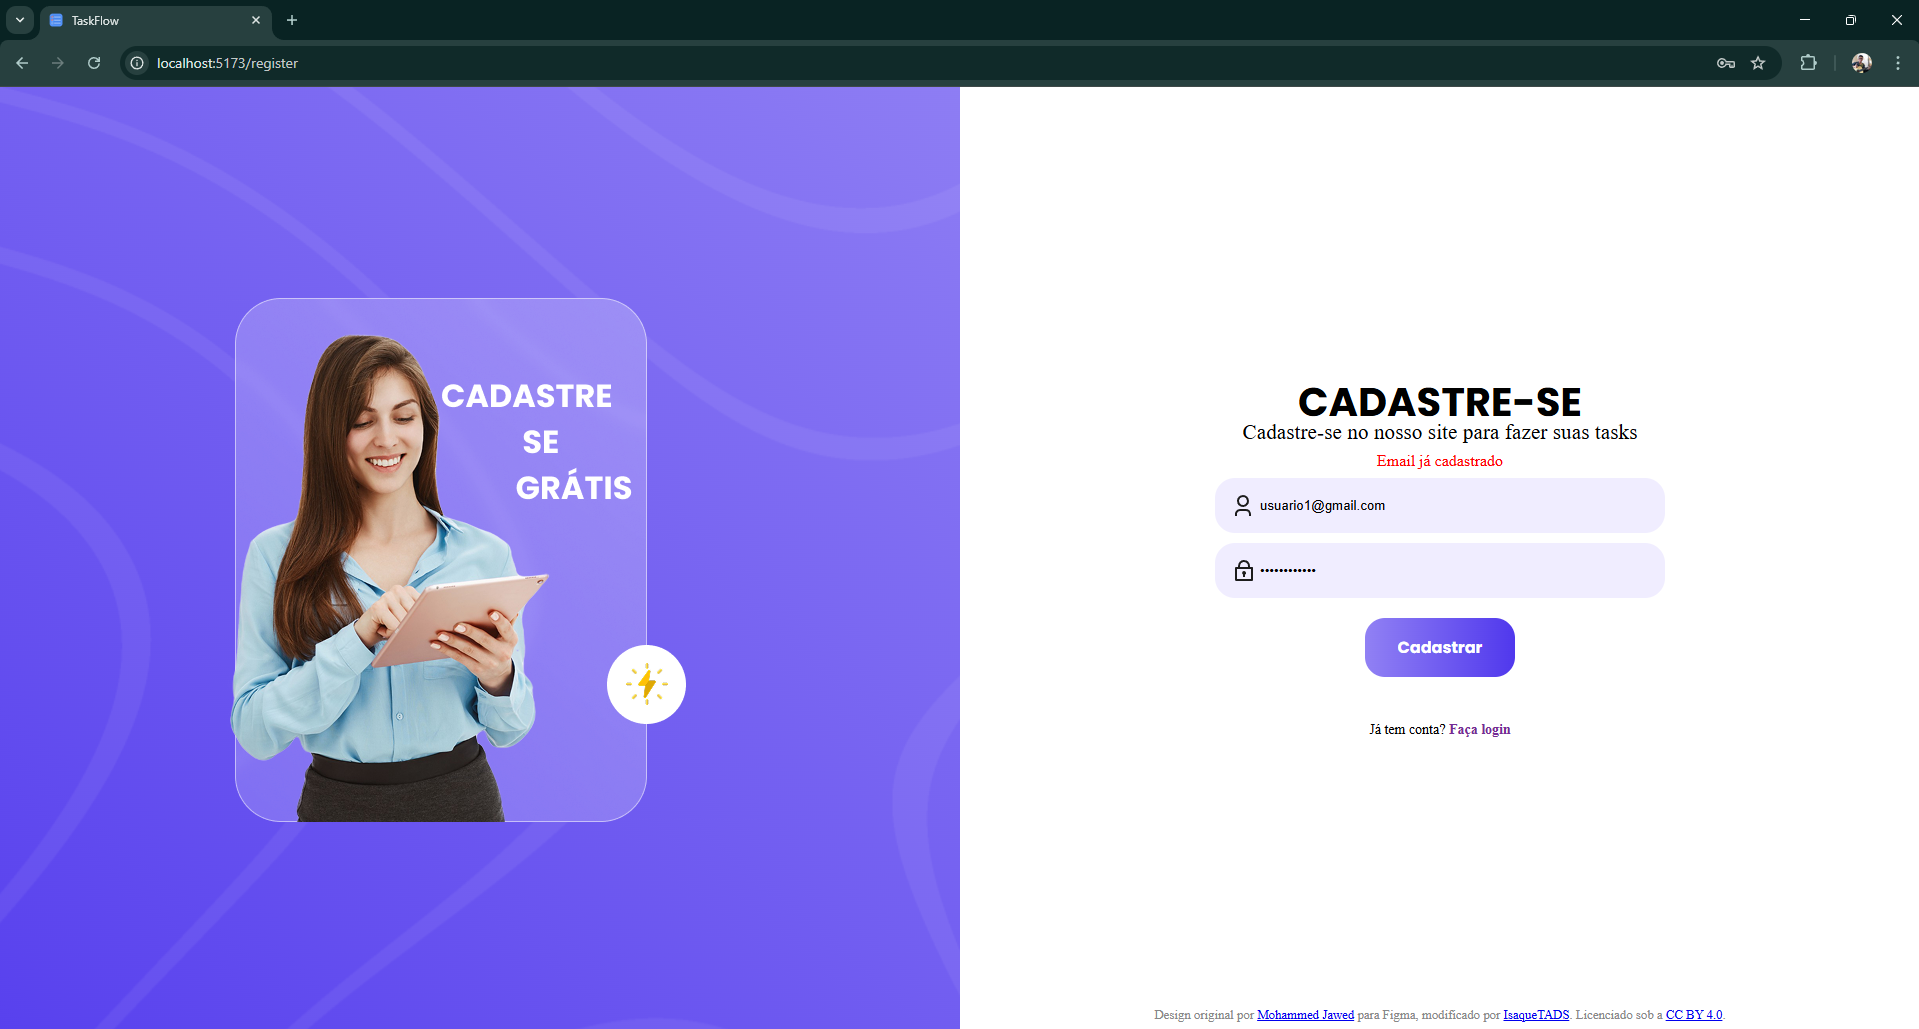 TaskFlow
localhost:5173/register
CADASTRE
SE
GRÁTIS
CADASTRE-SE
Cadastre-se no nosso site para fazer suas tasks
Email já cadastrado
usuario1@gmail.com
••••••••••••
Cadastrar
Já tem conta? Faça login
Design original por Mohammed Jawed para Figma, modificado por IsaqueTADS. Licenciado sob a CC BY 4.0.